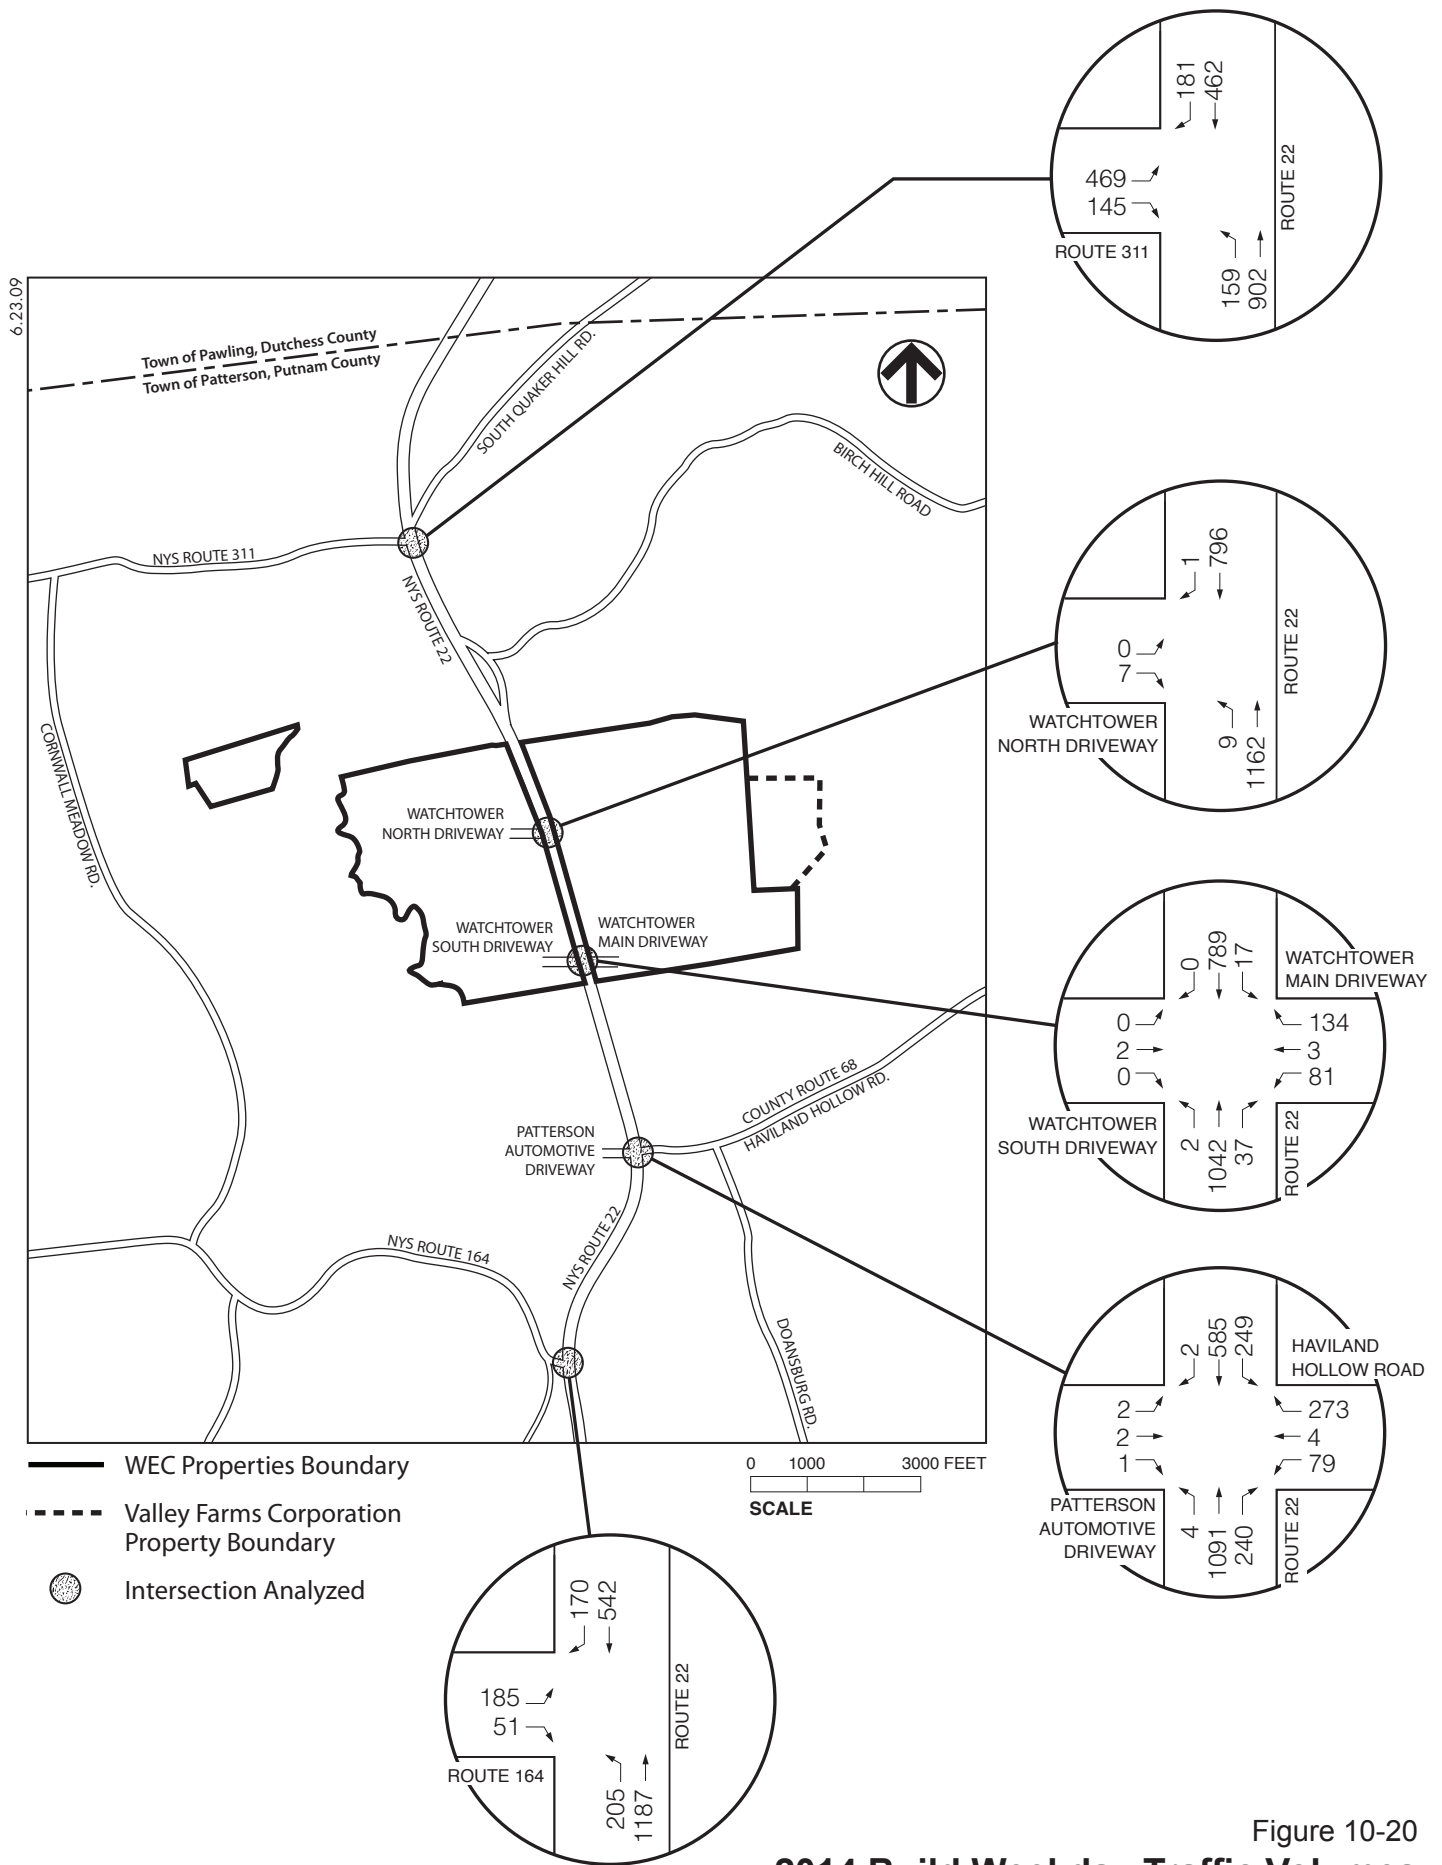 181
462
469
145
ROUTE 311
159
902
ROUTE 22
6.23.09
Town of Pawling, Dutchess County
Town of Patterson, Putnam County
SOUTH QUAKER HILL RD.
BIRCH HILL ROAD
NYS ROUTE 311
NYS ROUTE 22
CORNWALL MEADOW RD.
1
796
0
7
WATCHTOWER
NORTH DRIVEWAY
9
1162
ROUTE 22
WATCHTOWER
NORTH DRIVEWAY
WATCHTOWER
SOUTH DRIVEWAY
WATCHTOWER
MAIN DRIVEWAY
0
789
17
WATCHTOWER
MAIN DRIVEWAY
0
2
0
134
3
81
WATCHTOWER
SOUTH DRIVEWAY
2
1042
37
ROUTE 22
COUNTY ROUTE 68
HAVILAND HOLLOW RD.
PATTERSON
AUTOMOTIVE
DRIVEWAY
NYS ROUTE 22
NYS ROUTE 164
DOANSBURG RD.
2
585
249
HAVILAND
HOLLOW ROAD
2
2
1
273
4
79
PATTERSON
AUTOMOTIVE
DRIVEWAY
4
1091
240
ROUTE 22
WEC Properties Boundary
Valley Farms Corporation
Property Boundary
Intersection Analyzed
0 1000 3000 FEET
SCALE
170
542
185
51
ROUTE 164
205
1187
ROUTE 22
Figure 10-20
2014 Build Weekday Traffic Volumes